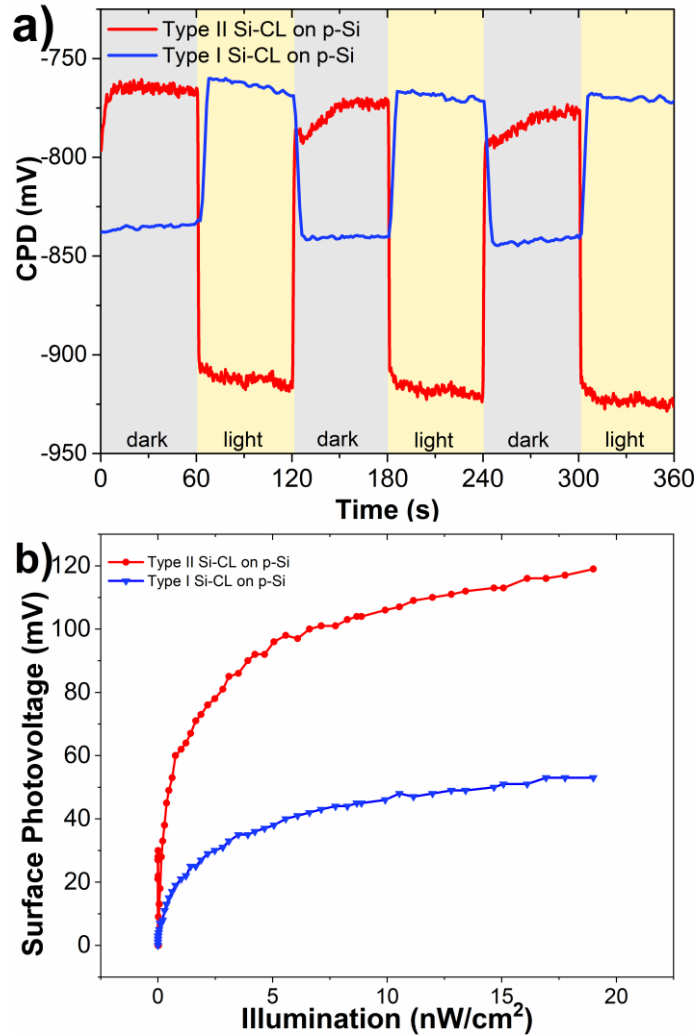 a)
Type II Si-CL on p-Si
Type I Si-CL on p-Si
-725
-750
-800
-850
-900
-950
CPD (mV)
dark light dark light dark light
0 60 120 180 240 300 360
Time (s)
b)
Type II Si-CL on p-Si
Type I Si-CL on p-Si
120
100
80
60
40
20
0
Surface Photovoltage (mV)
0 5 10 15 20
Illumination (nW/cm²)